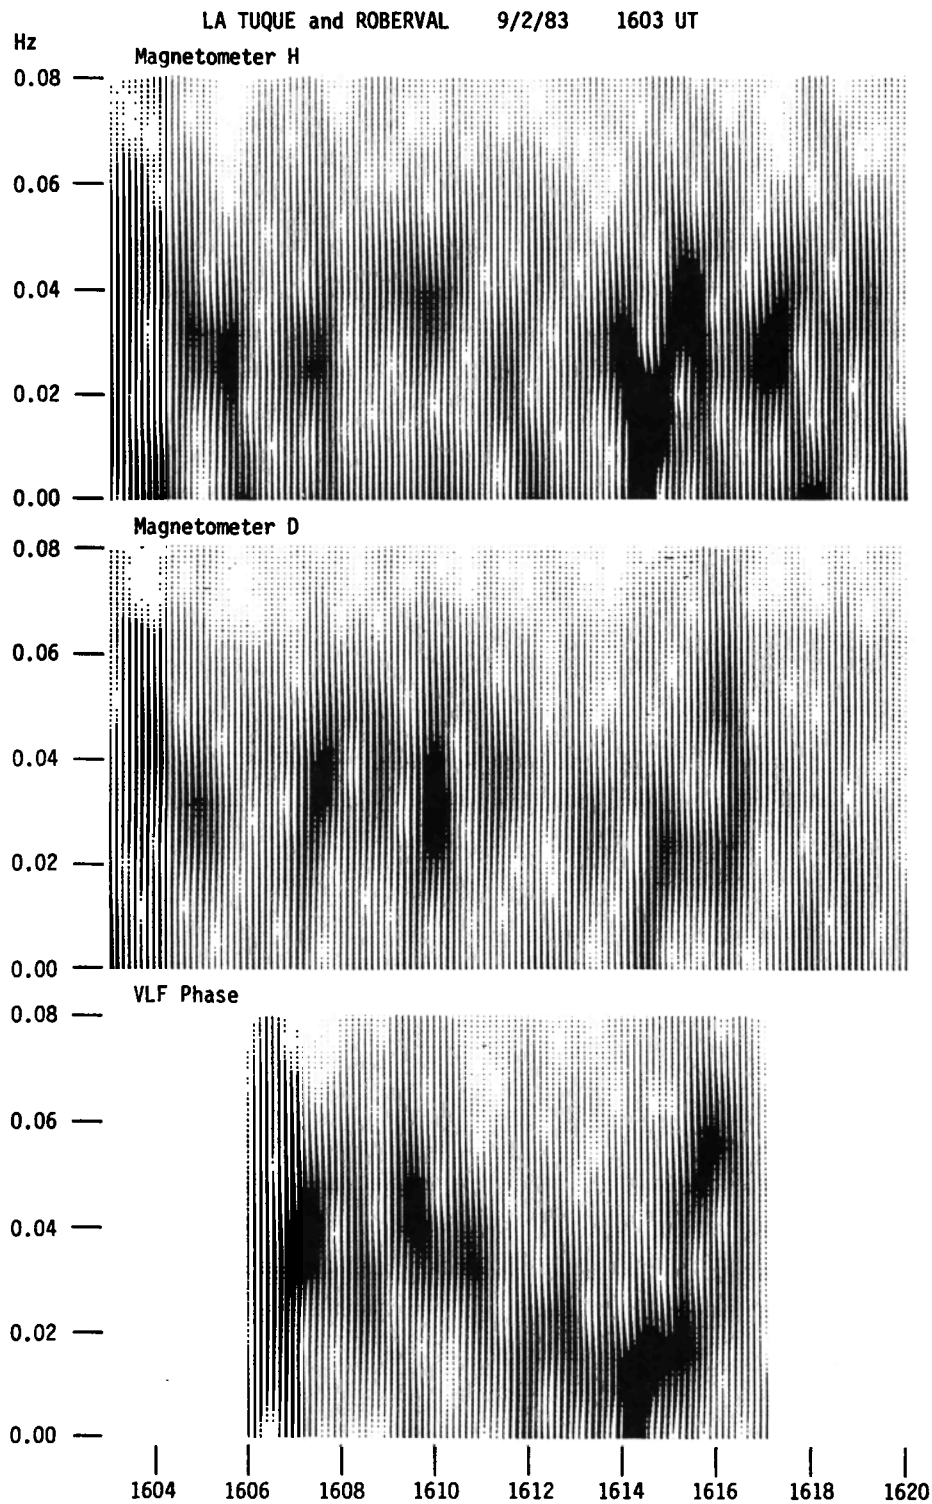 LA TUQUE and ROBERVAL 9/2/83 1603 UT
Hz
Magnetometer H
0.08
0.06
0.04
0.02
0.00
Magnetometer D
0.08
0.06
0.04
0.02
0.00
VLF Phase
0.08
0.06
0.04
0.02
0.00
1604 1606 1608 1610 1612 1614 1616 1618 1620